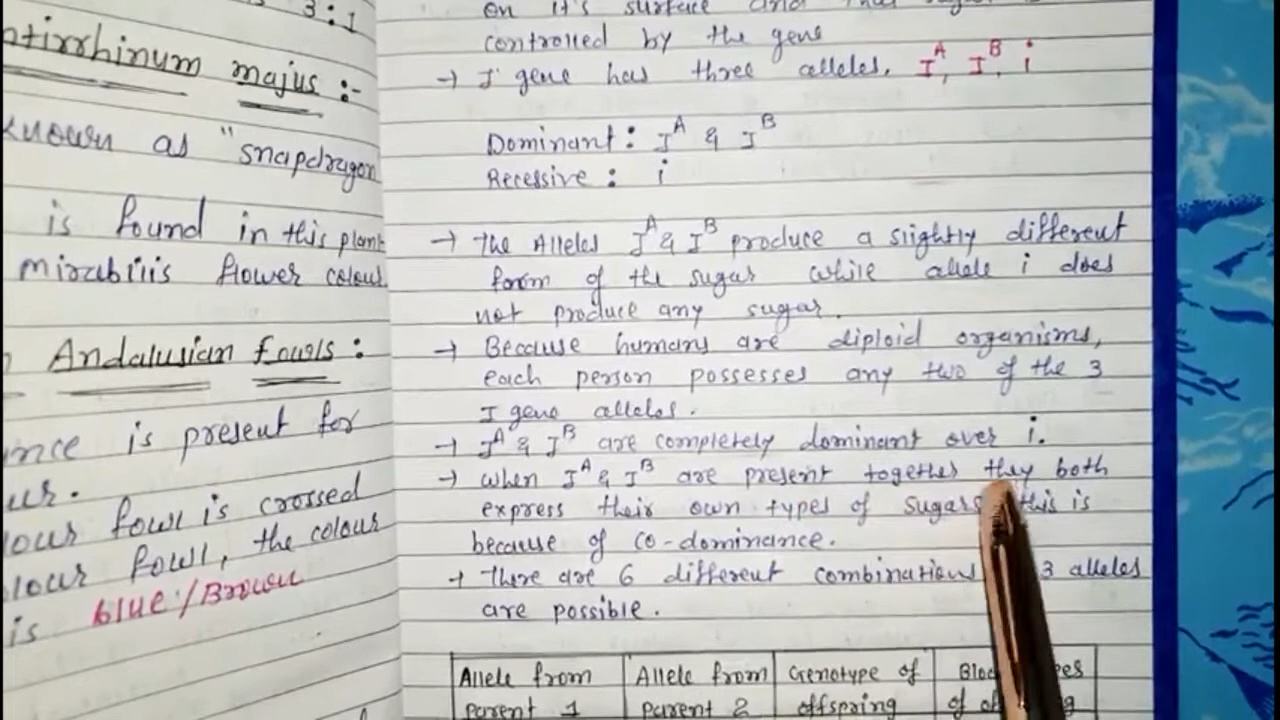 3:1
ntirrhinum majus :-
known as "snapdragon
is found in this plant
mirabilis flower colour
Andalusian fowls :
ence is present for
ur.
lour fowl is crossed
lour fowl, the colour
is blue/Brown
on it's surface and that
controlled by the gene
→ I gene has three alleles, I^A, I^B, i
Dominant : I^A & I^B
Recessive : i
→ The Alleles I^A & I^B produce a slightly different
form of the sugar while allele i does
not produce any sugar.
→ Because humans are diploid organisms,
each person possesses any two of the 3
I gene alleles.
→ I^A & I^B are completely dominant over i.
→ when I^A & I^B are present together they both
express their own types of sugars this is
because of co-dominance.
→ There are 6 different combinations 3 alleles
are possible.
Allele from Allele from Genotype of
parent 1 parent 2 offspring